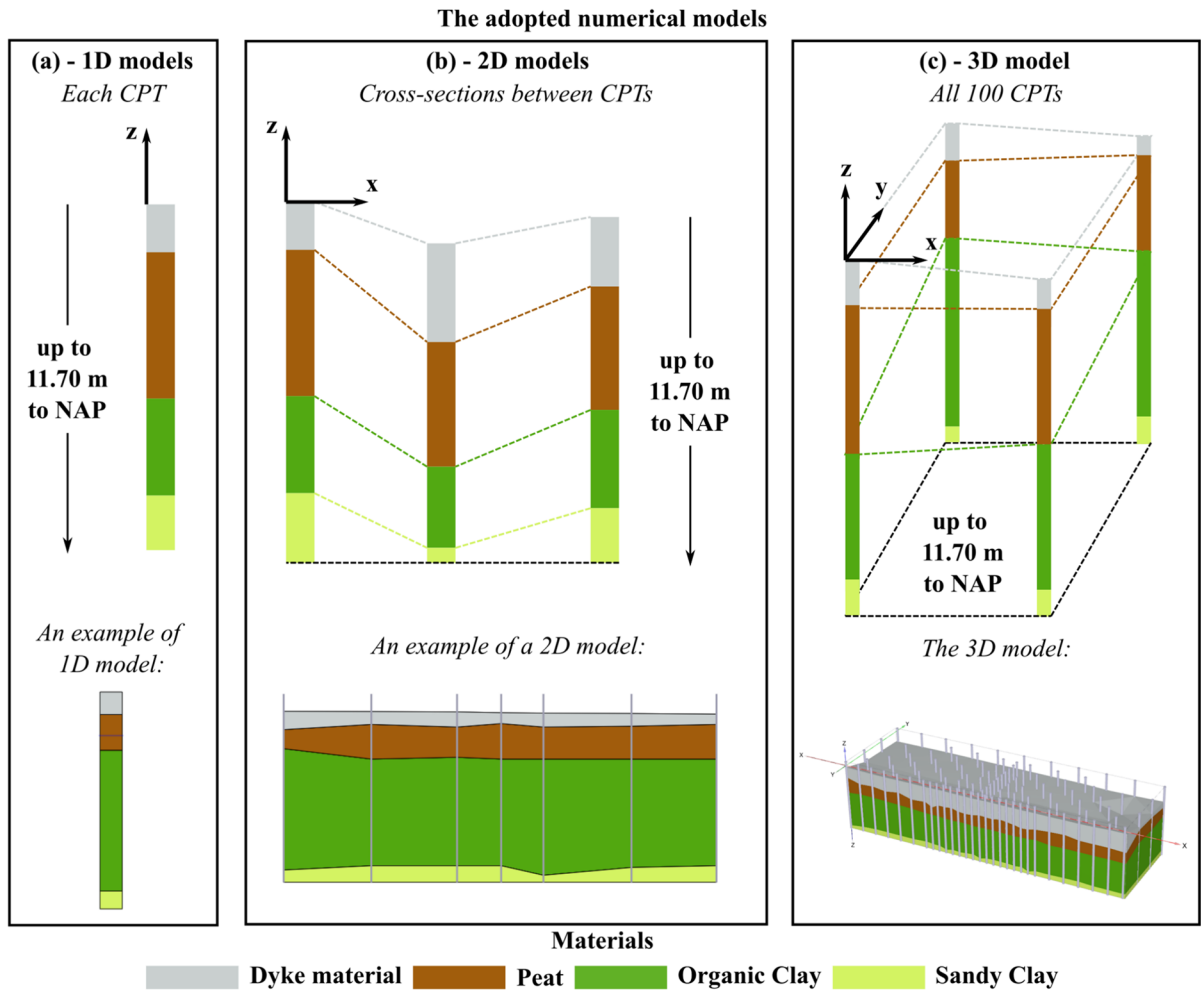 The adopted numerical models
(a) - 1D models
Each CPT
z
up to
11.70 m
to NAP
An example of
1D model:
(b) - 2D models
Cross-sections between CPTs
z
x
up to
11.70 m
to NAP
An example of a 2D model:
(c) - 3D model
All 100 CPTs
z
y
x
up to
11.70 m
to NAP
The 3D model:
X
Y
Z
Y
Z
X
Materials
Dyke material
Peat
Organic Clay
Sandy Clay